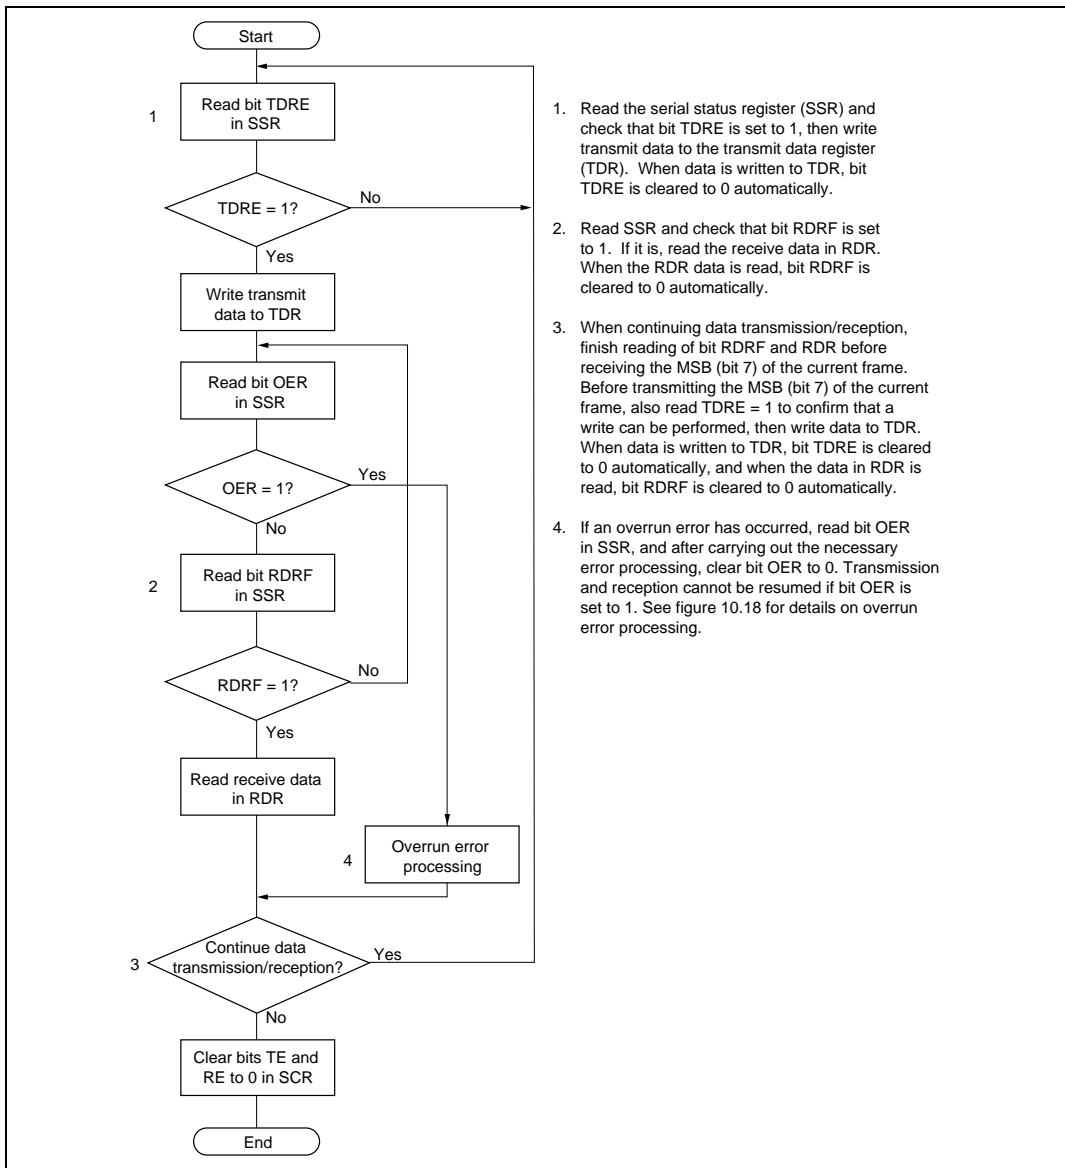 Start
1
Read bit TDRE
in SSR
TDRE = 1?
No
Yes
Write transmit
data to TDR
Read bit OER
in SSR
OER = 1?
Yes
No
2
Read bit RDRF
in SSR
RDRF = 1?
No
Yes
Read receive data
in RDR
4
Overrun error
processing
3
Continue data
transmission/reception?
Yes
No
Clear bits TE and
RE to 0 in SCR
End
1. Read the serial status register (SSR) and
check that bit TDRE is set to 1, then write
transmit data to the transmit data register
(TDR). When data is written to TDR, bit
TDRE is cleared to 0 automatically.
2. Read SSR and check that bit RDRF is set
to 1. If it is, read the receive data in RDR.
When the RDR data is read, bit RDRF is
cleared to 0 automatically.
3. When continuing data transmission/reception,
finish reading of bit RDRF and RDR before
receiving the MSB (bit 7) of the current frame.
Before transmitting the MSB (bit 7) of the current
frame, also read TDRE = 1 to confirm that a
write can be performed, then write data to TDR.
When data is written to TDR, bit TDRE is cleared
to 0 automatically, and when the data in RDR is
read, bit RDRF is cleared to 0 automatically.
4. If an overrun error has occurred, read bit OER
in SSR, and after carrying out the necessary
error processing, clear bit OER to 0. Transmission
and reception cannot be resumed if bit OER is
set to 1. See figure 10.18 for details on overrun
error processing.